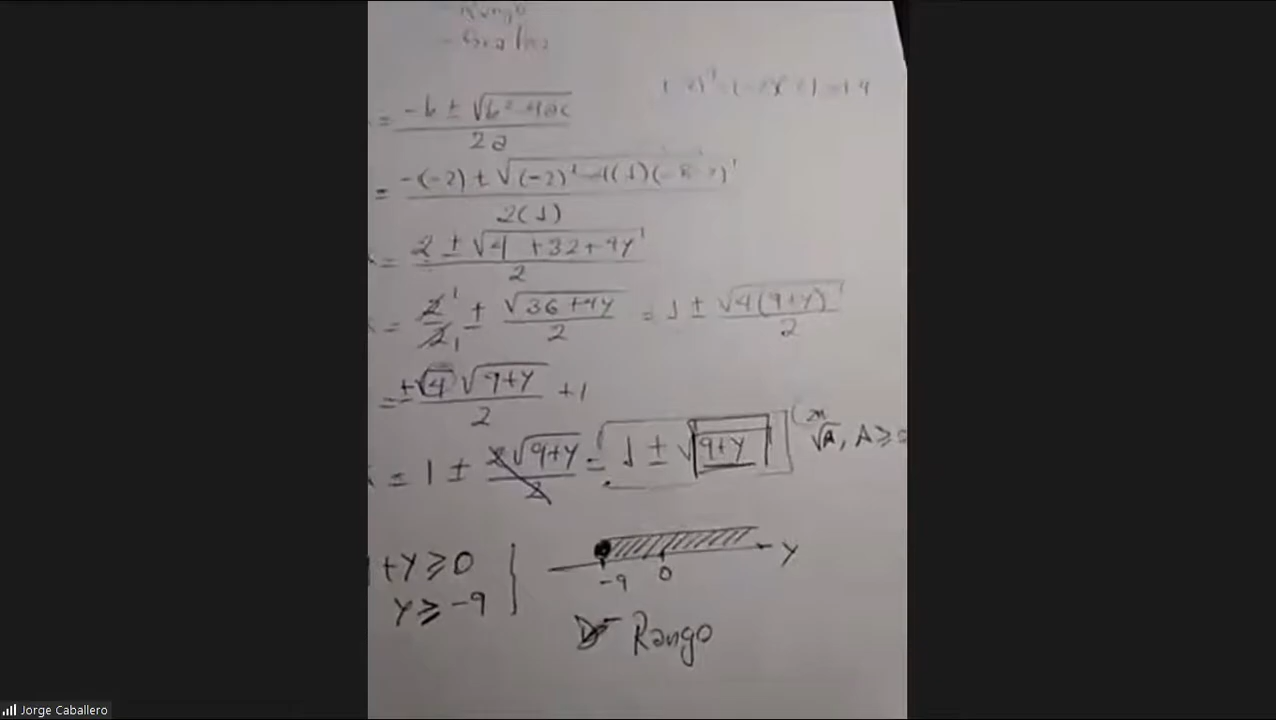 Rango
= -b ± √(b² - 4ac) / 2a
= -(-2) ± √((-2)² - 4(1)(-8-y)) / 2(1)
= 2 ± √(4 + 32 + 4y) / 2
= 2/2 ± √(36 + 4y) / 2 = 1 ± √(4(9+y)) / 2
= ±√4 √(9+y) / 2 + 1
= 1 ± 2√(9+y) / 2 = 1 ± √(9+y) ⁿ√A, A ≥ 0
+y ≥ 0
y ≥ -9
-9 0 y
Rango
Jorge Caballero